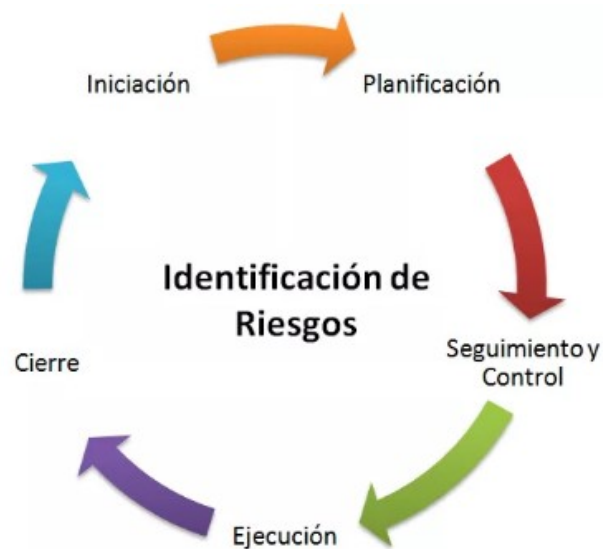 Iniciación
Planificación
Identificación de
Riesgos
Seguimiento y
Control
Cierre
Ejecución